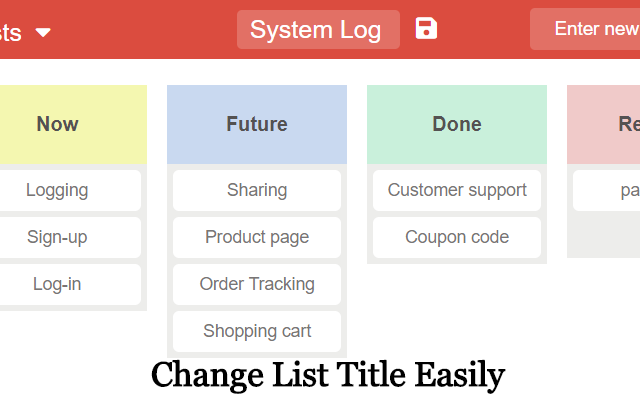 sts
System Log
Enter new
Now
Logging
Sign-up
Log-in
Future
Sharing
Product page
Order Tracking
Shopping cart
Done
Customer support
Coupon code
Re
pa
Change List Title Easily